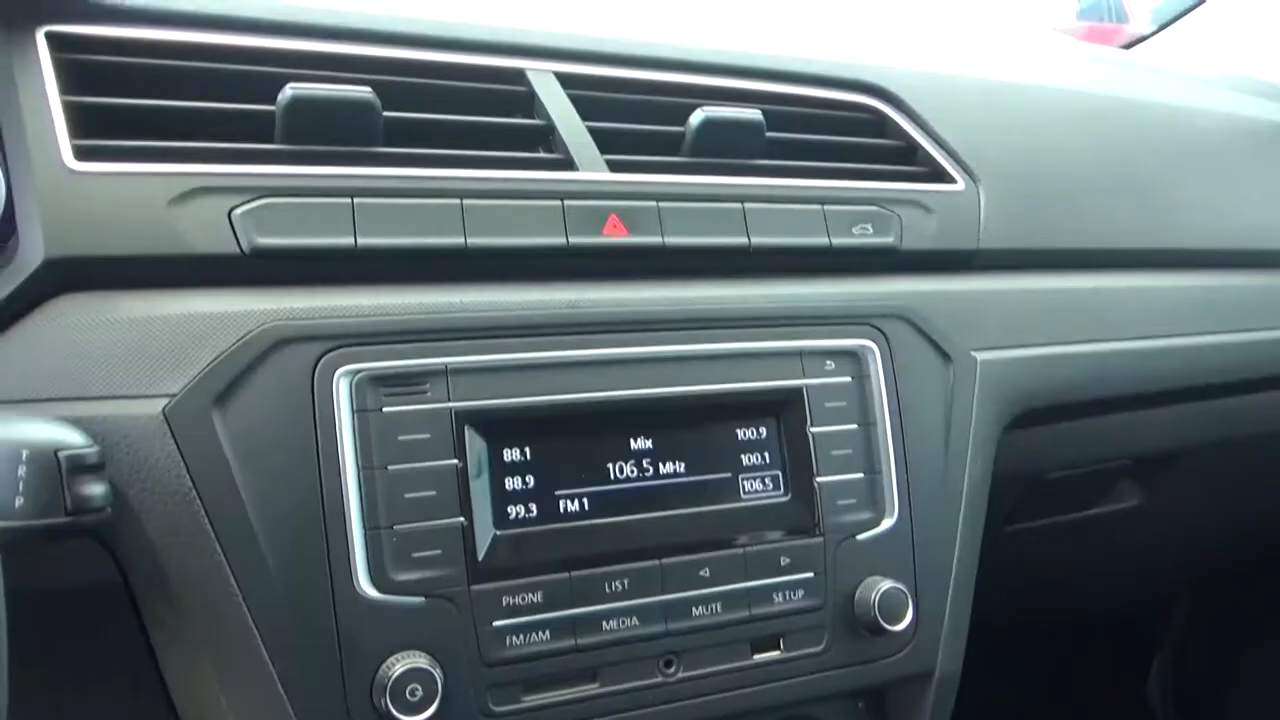 TRIP
88.1
88.9
99.3
Mix
106.5 MHz
FM 1
100.9
100.1
106.5
PHONE
LIST
FM/AM
MEDIA
MUTE
SETUP